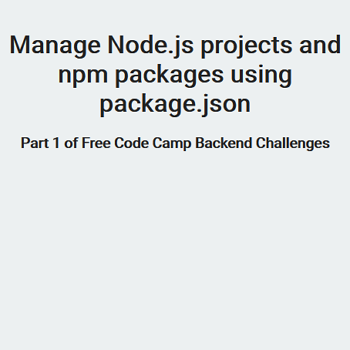 Manage Node.js projects and
npm packages using
package.json
Part 1 of Free Code Camp Backend Challenges